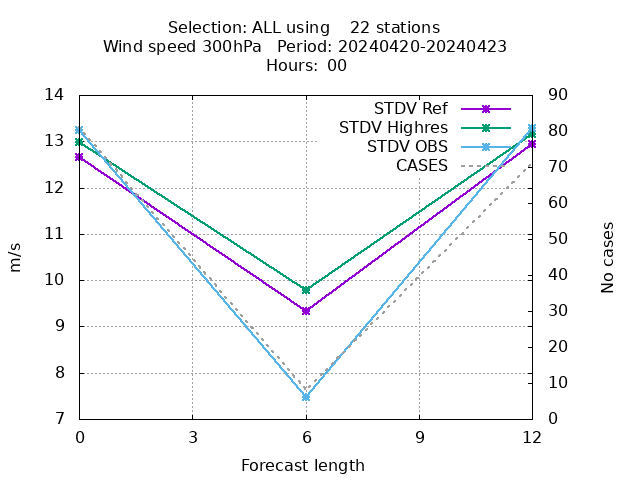 Selection: ALL using    22 stations
Wind speed 300hPa   Period: 20240420-20240423
Hours:  00
14
13
12
11
10
9
8
7
90
80
70
60
50
40
30
20
10
0
STDV Ref
STDV Highres
STDV OBS
CASES
m/s
No cases
0
3
6
9
12
Forecast length